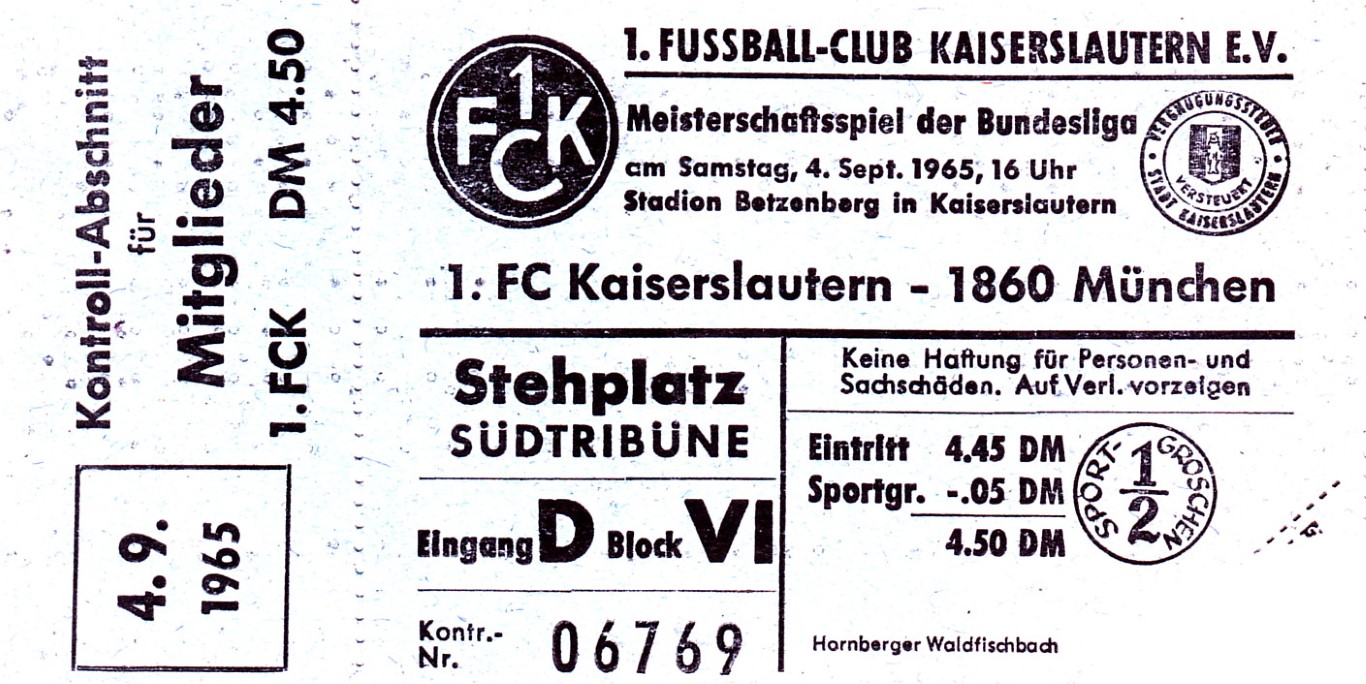 Kontroll-Abschnitt
für
Mitglieder
1. FCK DM 4.50
4. 9.
1965
1
FCK
1. FUSSBALL-CLUB KAISERSLAUTERN E.V.
Meisterschaftsspiel der Bundesliga
am Samstag, 4. Sept. 1965, 16 Uhr
Stadion Betzenberg in Kaiserslautern
VERGNÜGUNGSSTEUER
VERSTEUERT
STADT KAISERSLAUTERN
1. FC Kaiserslautern - 1860 München
Stehplatz
SÜDTRIBÜNE
Eingang D Block VI
Kontr.-
Nr. 06769
Keine Haftung für Personen- und
Sachschäden. Auf Verl. vorzeigen
Eintritt 4.45 DM
Sportgr. -.05 DM
4.50 DM
SPORT-GROSCHEN
1/2
Hornberger Waldfischbach